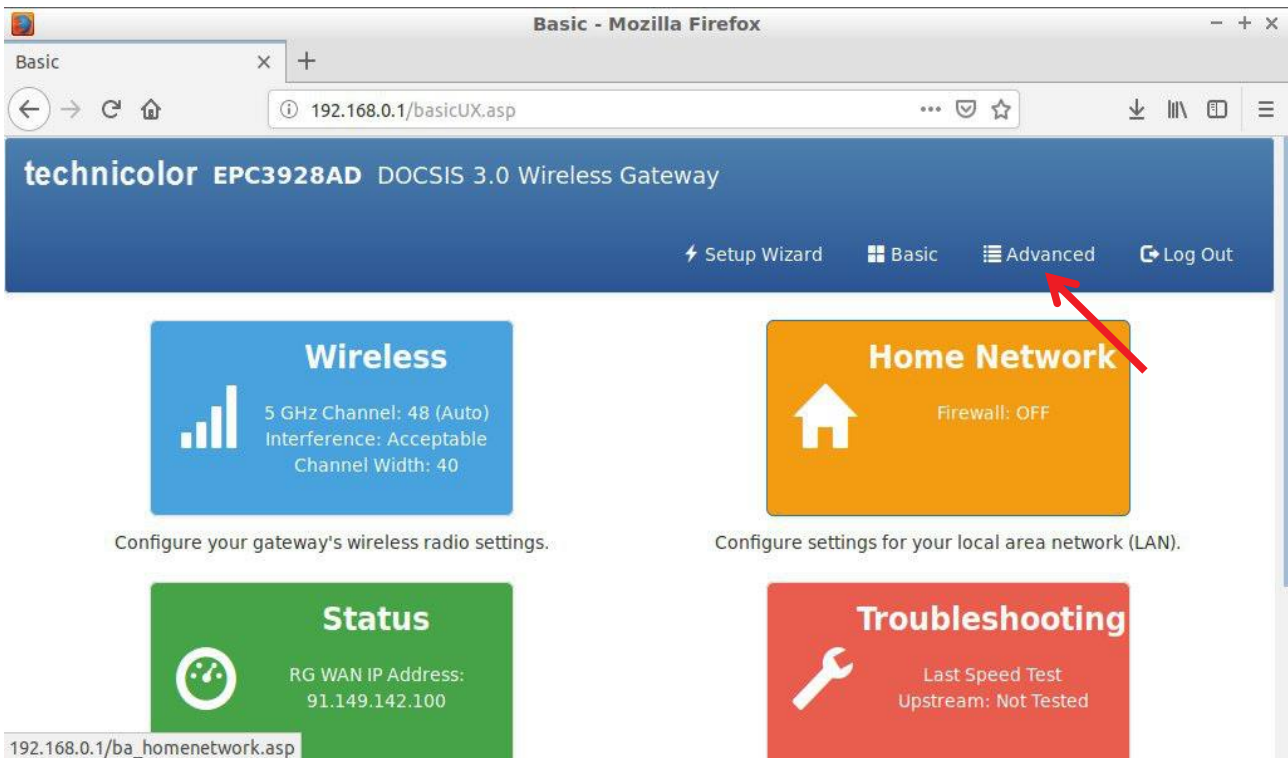 Basic - Mozilla Firefox
Basic
192.168.0.1/basicUX.asp
technicolor EPC3928AD DOCSIS 3.0 Wireless Gateway
Setup Wizard Basic Advanced Log Out
Wireless
5 GHz Channel: 48 (Auto)
Interference: Acceptable
Channel Width: 40
Configure your gateway's wireless radio settings.
Home Network
Firewall: OFF
Configure settings for your local area network (LAN).
Status
RG WAN IP Address:
91.149.142.100
Troubleshooting
Last Speed Test
Upstream: Not Tested
192.168.0.1/ba_homenetwork.asp